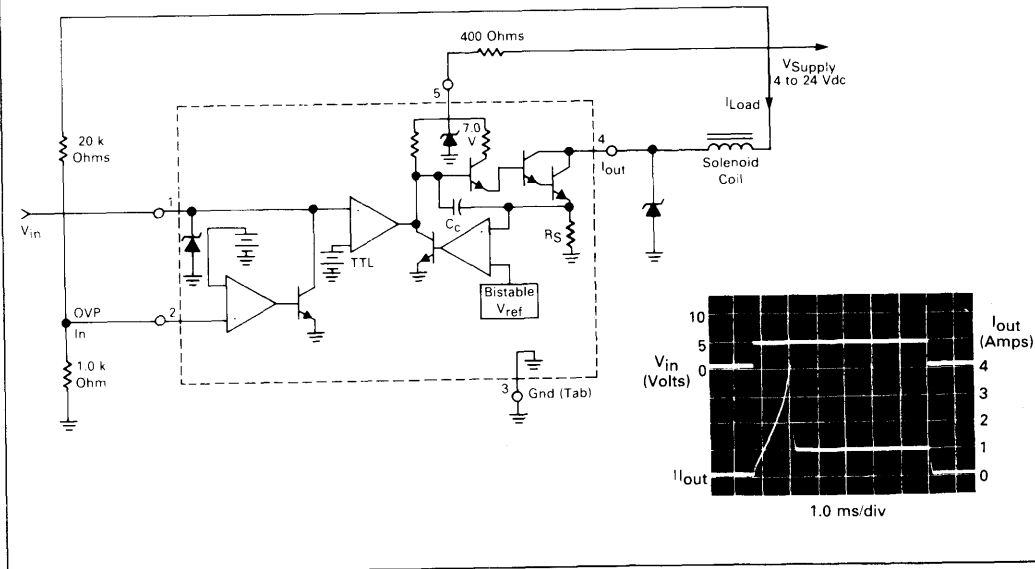 400 Ohms
VSupply
4 to 24 Vdc
ILoad
5
20 k
Ohms
7.0
V
4
Iout
Solenoid
Coil
1
Vin
CC
RS
TTL
Bistable
Vref
OVP
In
2
1.0 k
Ohm
3
Gnd (Tab)
10
5
0
Vin
(Volts)
Iout
(Amps)
4
3
2
1
0
Iout
1.0 ms/div